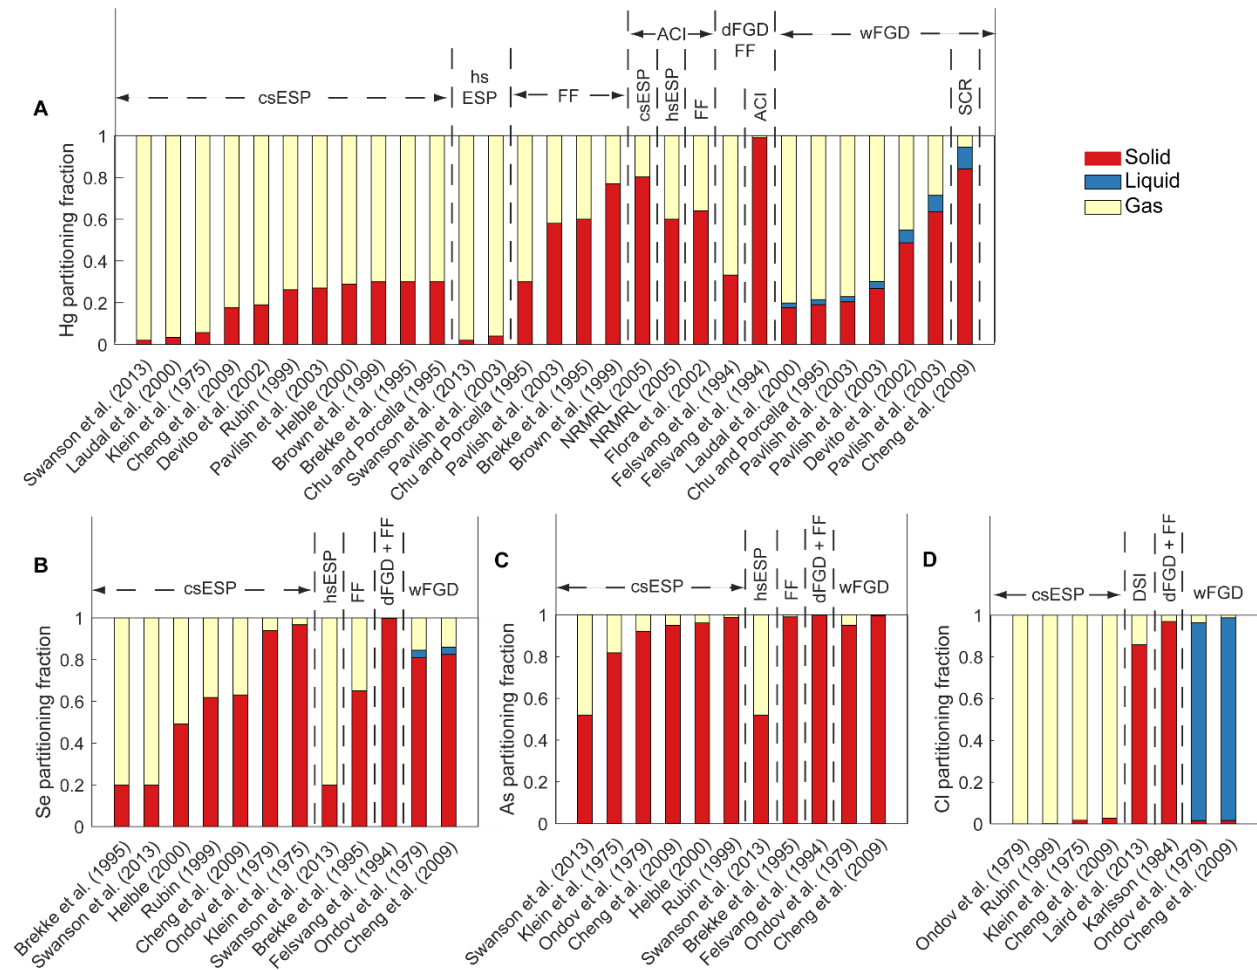 ACI
dFGD
FF
wFGD
hs
ESP
csESP
FF
csESP
hsESP
FF
ACI
SCR
A
Hg partitioning fraction
1
0.8
0.6
0.4
0.2
0
Solid
Liquid
Gas
Swanson et al. (2013)
Laudal et al. (2000)
Klein et al. (1975)
Cheng et al. (2009)
Devito et al. (2002)
Rubin (1999)
Pavlish et al. (2003)
Helble (2000)
Brown et al. (1999)
Brekke et al. (1995)
Chu and Porcella (1995)
Swanson et al. (2013)
Pavlish et al. (2003)
Chu and Porcella (1995)
Pavlish et al. (2003)
Brekke et al. (1995)
Brown et al. (1999)
NRMRL (2005)
NRMRL (2005)
Flora et al. (2002)
Felsvang et al. (1994)
Felsvang et al. (1994)
Laudal et al. (2000)
Chu and Porcella (1995)
Pavlish et al. (2003)
Pavlish et al. (2003)
Devito et al. (2002)
Pavlish et al. (2003)
Cheng et al. (2009)
B
csESP
hsESP
FF
dFGD + FF
wFGD
Se partitioning fraction
1
0.8
0.6
0.4
0.2
0
Brekke et al. (1995)
Swanson et al. (2013)
Helble (2000)
Rubin (1999)
Cheng et al. (2009)
Ondov et al. (1979)
Klein et al. (1975)
Swanson et al. (2013)
Brekke et al. (1995)
Felsvang et al. (1994)
Ondov et al. (1979)
Cheng et al. (2009)
C
csESP
hsESP
FF
dFGD + FF
wFGD
As partitioning fraction
1
0.8
0.6
0.4
0.2
0
Swanson et al. (2013)
Klein et al. (1975)
Ondov et al. (1979)
Cheng et al. (2009)
Helble (2000)
Rubin (1999)
Swanson et al. (2013)
Brekke et al. (1995)
Felsvang et al. (1994)
Ondov et al. (1979)
Cheng et al. (2009)
D
csESP
DSI
dFGD + FF
wFGD
Cl partitioning fraction
1
0.8
0.6
0.4
0.2
0
Ondov et al. (1979)
Rubin (1999)
Klein et al. (1975)
Cheng et al. (2009)
Laird et al. (2013)
Karlsson (1984)
Ondov et al. (1979)
Cheng et al. (2009)